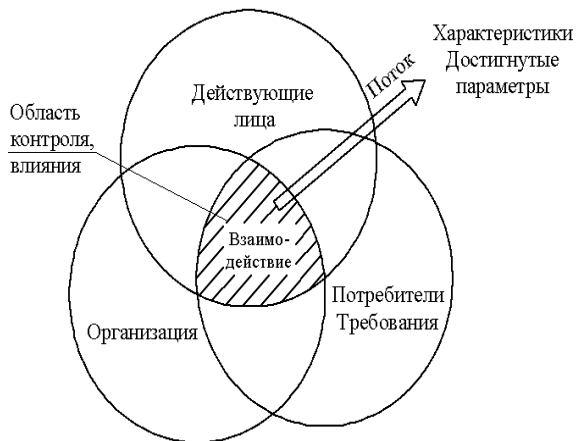 Характеристики
Достигнутые
параметры
Поток
Действующие
лица
Область
контроля,
влияния
Взаимо-
действие
Потребители
Требования
Организация